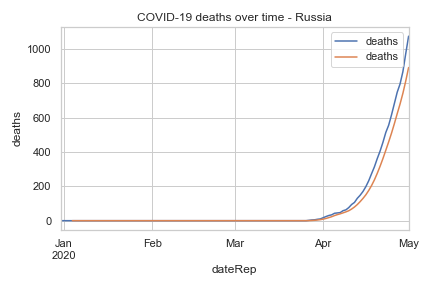 COVID-19 deaths over time - Russia
deaths
deaths
1000
800
600
400
200
0
deaths
Jan
2020
Feb
Mar
Apr
May
dateRep